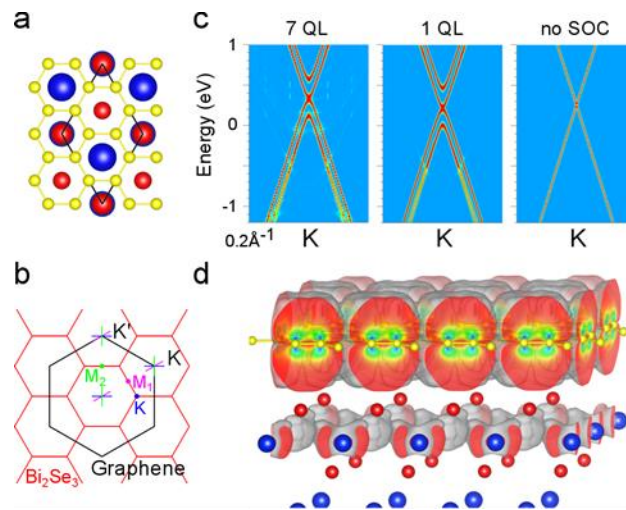 a
c
7 QL
1 QL
no SOC
Energy (eV)
1
0
-1
0.2Å⁻¹
K
K
K
b
K'
K
M₂
M₁
K
Graphene
Bi₂Se₃
d